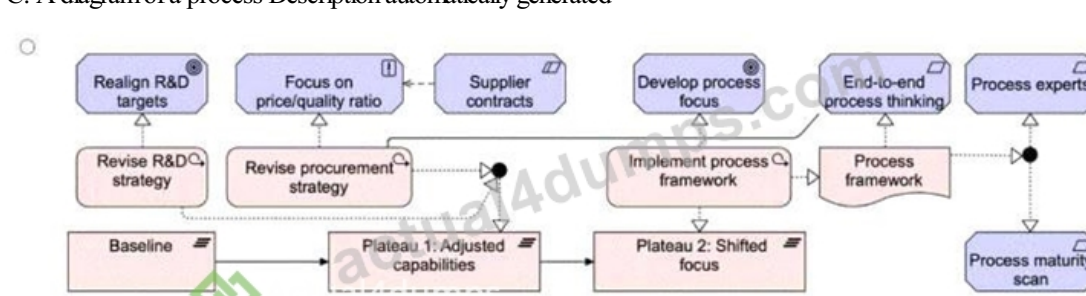 C. A diagram of a process Description automatically generated
Realign R&D
targets
Focus on
price/quality ratio
Supplier
contracts
Develop process
focus
End-to-end
process thinking
Process experts
Revise R&D
strategy
Revise procurement
strategy
Implement process
framework
Process
framework
Baseline
Plateau 1: Adjusted
capabilities
Plateau 2: Shifted
focus
Process maturity
scan
actual4dumps.com